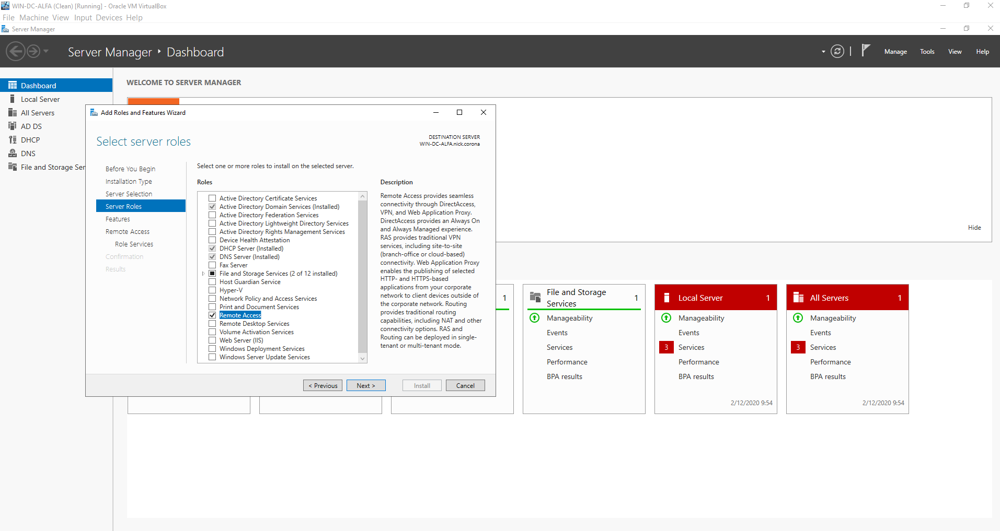 WIN-DC-ALFA (Clean) [Running] - Oracle VM VirtualBox
File Machine View Input Devices Help
Server Manager
Server Manager ‣ Dashboard
Manage Tools View Help
Dashboard
Local Server
All Servers
AD DS
DHCP
DNS
File and Storage Ser
WELCOME TO SERVER MANAGER
Hide
Add Roles and Features Wizard
Select server roles
DESTINATION SERVER
WIN-DC-ALFA.nick.corona
Before You Begin
Installation Type
Server Selection
Server Roles
Features
Remote Access
Role Services
Confirmation
Results
Select one or more roles to install on the selected server.
Roles
Active Directory Certificate Services
Active Directory Domain Services (Installed)
Active Directory Federation Services
Active Directory Lightweight Directory Services
Active Directory Rights Management Services
Device Health Attestation
DHCP Server (Installed)
DNS Server (Installed)
Fax Server
File and Storage Services (2 of 12 installed)
Host Guardian Service
Hyper-V
Network Policy and Access Services
Print and Document Services
Remote Access
Remote Desktop Services
Volume Activation Services
Web Server (IIS)
Windows Deployment Services
Windows Server Update Services
Description
Remote Access provides seamless
connectivity through DirectAccess,
VPN, and Web Application Proxy.
DirectAccess provides an Always On
and Always Managed experience.
RAS provides traditional VPN
services, including site-to-site
(branch-office or cloud-based)
connectivity. Web Application Proxy
enables the publishing of selected
HTTP- and HTTPS-based
applications from your corporate
network to client devices outside of
the corporate network. Routing
provides traditional routing
capabilities, including NAT and other
connectivity options. RAS and
Routing can be deployed in single-
tenant or multi-tenant mode.
< Previous Next > Install Cancel
1
File and Storage
Services 1
Manageability
Events
Services
Performance
BPA results
Local Server 1
Manageability
Events
3 Services
Performance
BPA results
2/12/2020 9:54
All Servers 1
Manageability
Events
3 Services
Performance
BPA results
2/12/2020 9:54